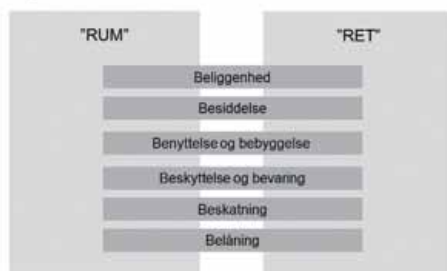 "RUM" "RET"
Beliggenhed
Besiddelse
Benyttelse og bebyggelse
Beskyttelse og bevaring
Beskatning
Belåning